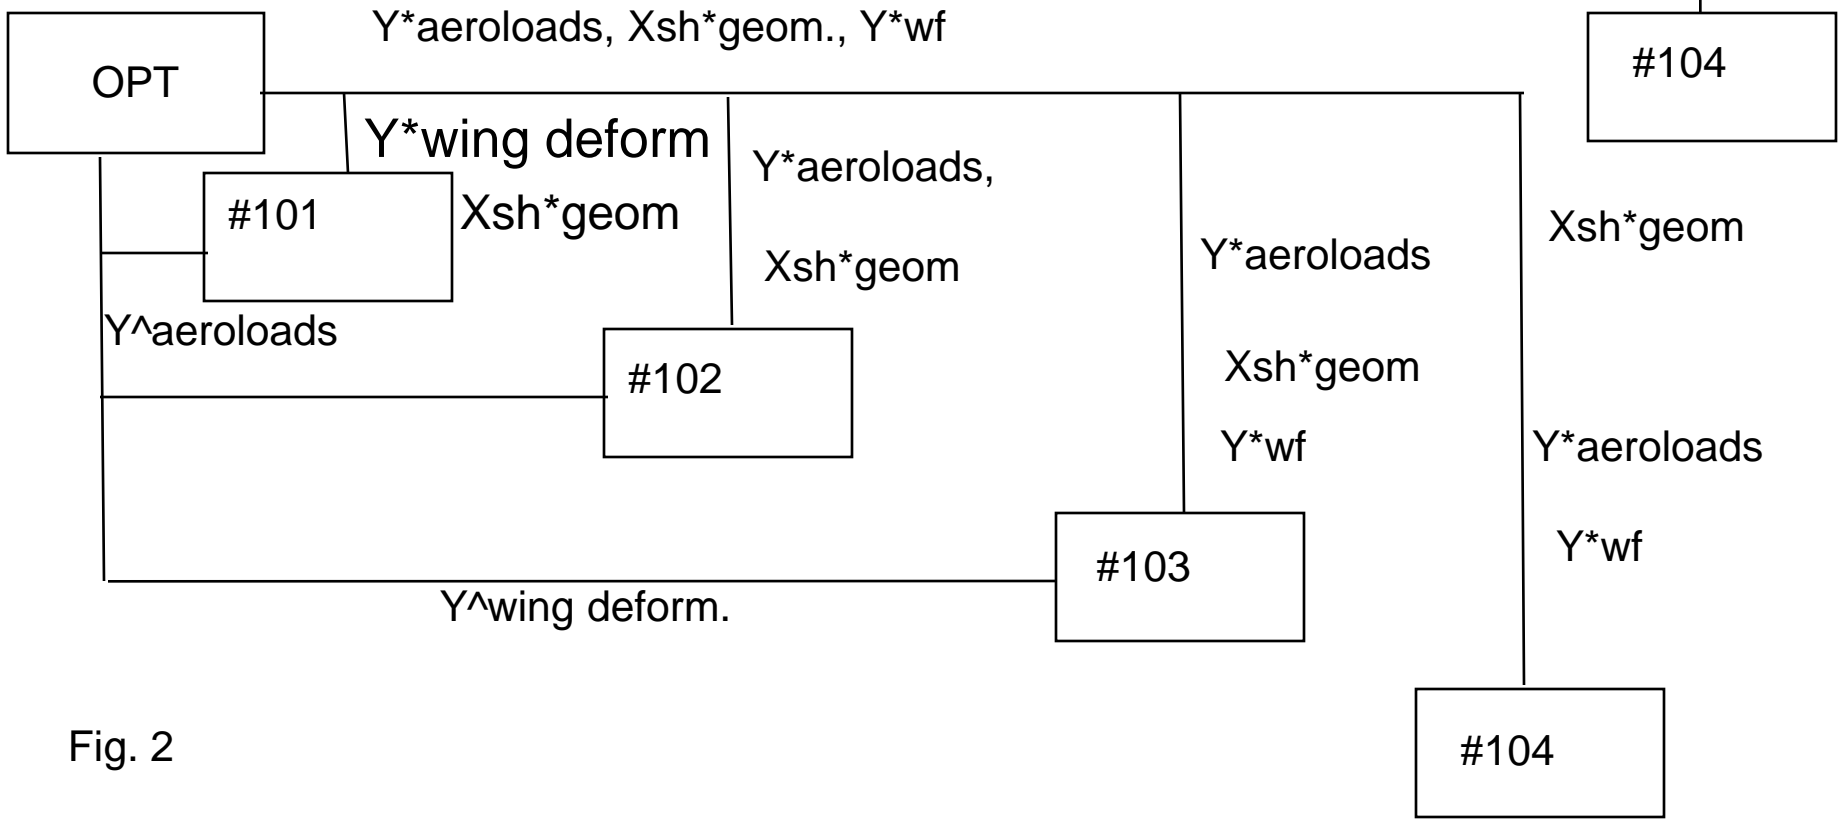 Y*aeroloads, Xsh*geom., Y*wf
#104
OPT
Y*wing deform
Y*aeroloads,
#101
Xsh*geom
Xsh*geom
Y*aeroloads
Xsh*geom
Y^aeroloads
#102
Xsh*geom
Y*wf
Y*aeroloads
Y*wf
#103
Y^wing deform.
Fig. 2
#104